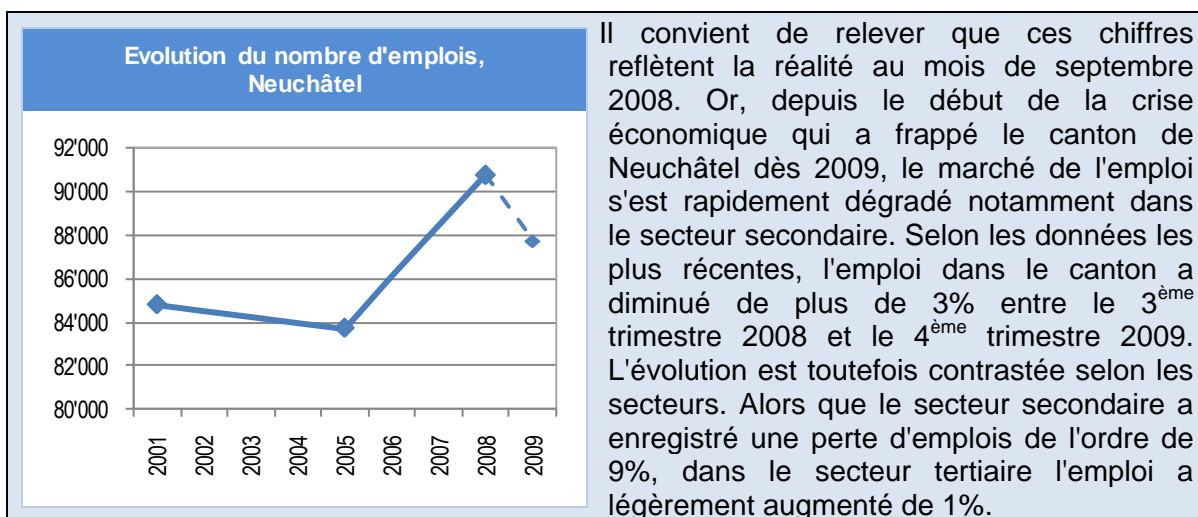 Evolution du nombre d'emplois,
Neuchâtel
92'000
90'000
88'000
86'000
84'000
82'000
80'000
2001
2002
2003
2004
2005
2006
2007
2008
2009
Il convient de relever que ces chiffres
reflètent la réalité au mois de septembre
2008. Or, depuis le début de la crise
économique qui a frappé le canton de
Neuchâtel dès 2009, le marché de l'emploi
s'est rapidement dégradé notamment dans
le secteur secondaire. Selon les données les
plus récentes, l'emploi dans le canton a
diminué de plus de 3% entre le 3ème
trimestre 2008 et le 4ème trimestre 2009.
L'évolution est toutefois contrastée selon les
secteurs. Alors que le secteur secondaire a
enregistré une perte d'emplois de l'ordre de
9%, dans le secteur tertiaire l'emploi a
légèrement augmenté de 1%.